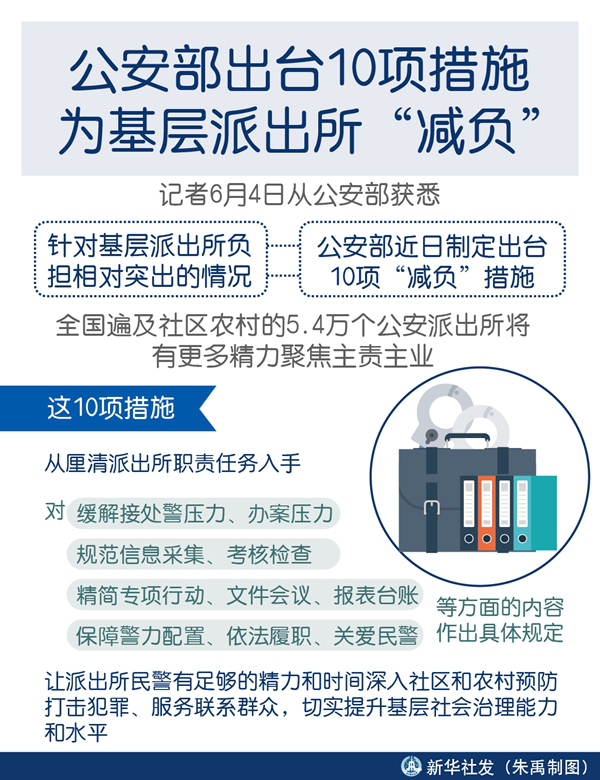 公安部出台10项措施
为基层派出所“减负”
记者6月4日从公安部获悉
针对基层派出所负
担相对突出的情况
公安部近日制定出台
10项“减负”措施
全国遍及社区农村的5.4万个公安派出所将
有更多精力聚焦主责主业
这10项措施
从厘清派出所职责任务入手
对 缓解接处警压力、办案压力
规范信息采集、考核检查
精简专项行动、文件会议、报表台账
保障警力配置、依法履职、关爱民警
等方面的内容
作出具体规定
让派出所民警有足够的精力和时间深入社区和农村预防
打击犯罪、服务联系群众，切实提升基层社会治理能力
和水平
新华社发（朱禹制图）